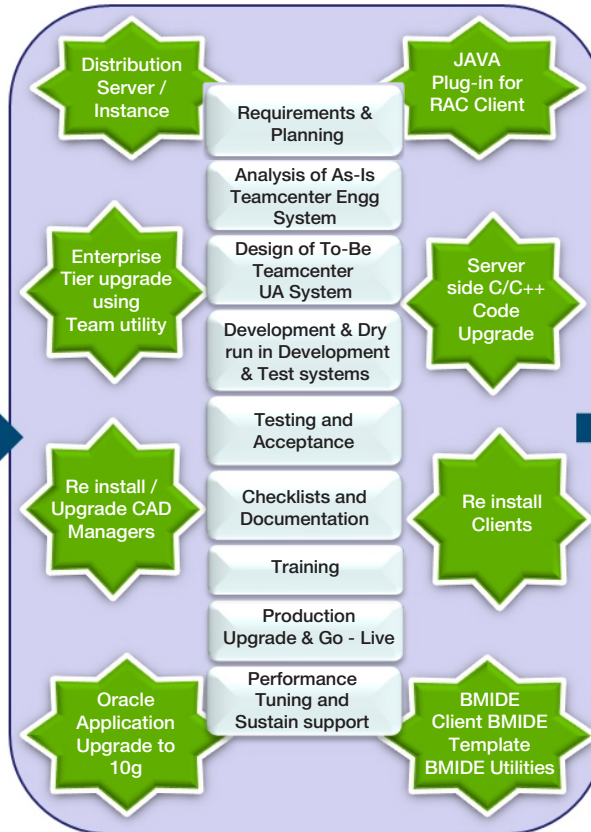 Distribution
Server /
Instance
JAVA
Plug-in for
RAC Client
Requirements &
Planning
Analysis of As-Is
Teamcenter Engg
System
Enterprise
Tier upgrade
using
Team utility
Design of To-Be
Teamcenter
UA System
Server
side C/C++
Code
Upgrade
Development & Dry
run in Development
& Test systems
Testing and
Acceptance
Re install /
Upgrade CAD
Managers
Checklists and
Documentation
Re install
Clients
Training
Production
Upgrade & Go - Live
Oracle
Application
Upgrade to
10g
Performance
Tuning and
Sustain support
BMIDE
Client BMIDE
Template
BMIDE Utilities